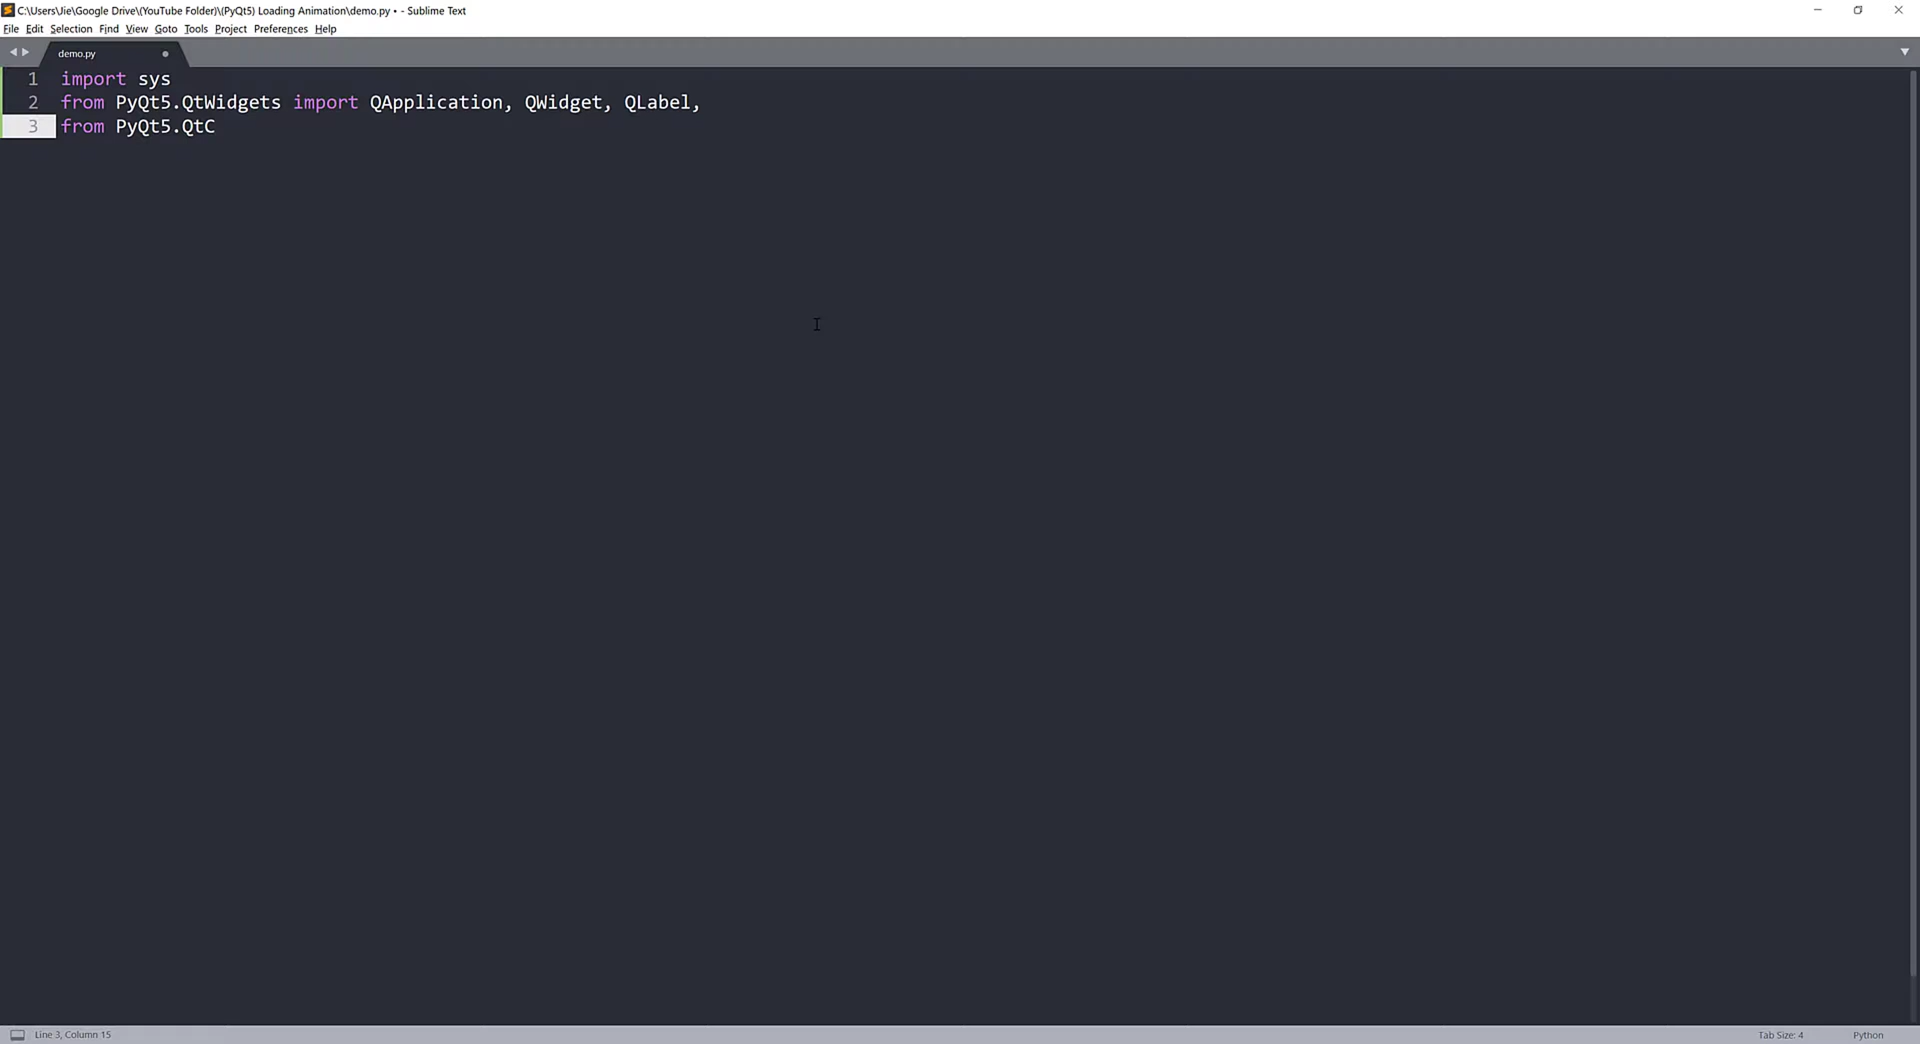 C:\Users\Jie\Google Drive\(YouTube Folder)\(PyQt5) Loading Animation\demo.py • - Sublime Text
File Edit Selection Find View Goto Tools Project Preferences Help
demo.py
1 import sys
2 from PyQt5.QtWidgets import QApplication, QWidget, QLabel,
3 from PyQt5.QtC
Line 3, Column 15 Tab Size: 4 Python